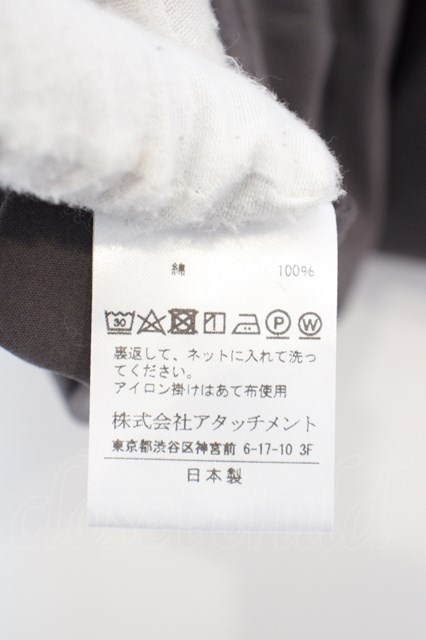 綿 100%
30 P W
裏返して、ネットに入れて洗っ
てください。
アイロン掛けはあて布使用
株式会社アタッチメント
東京都渋谷区神宮前 6-17-10 3F
日本製